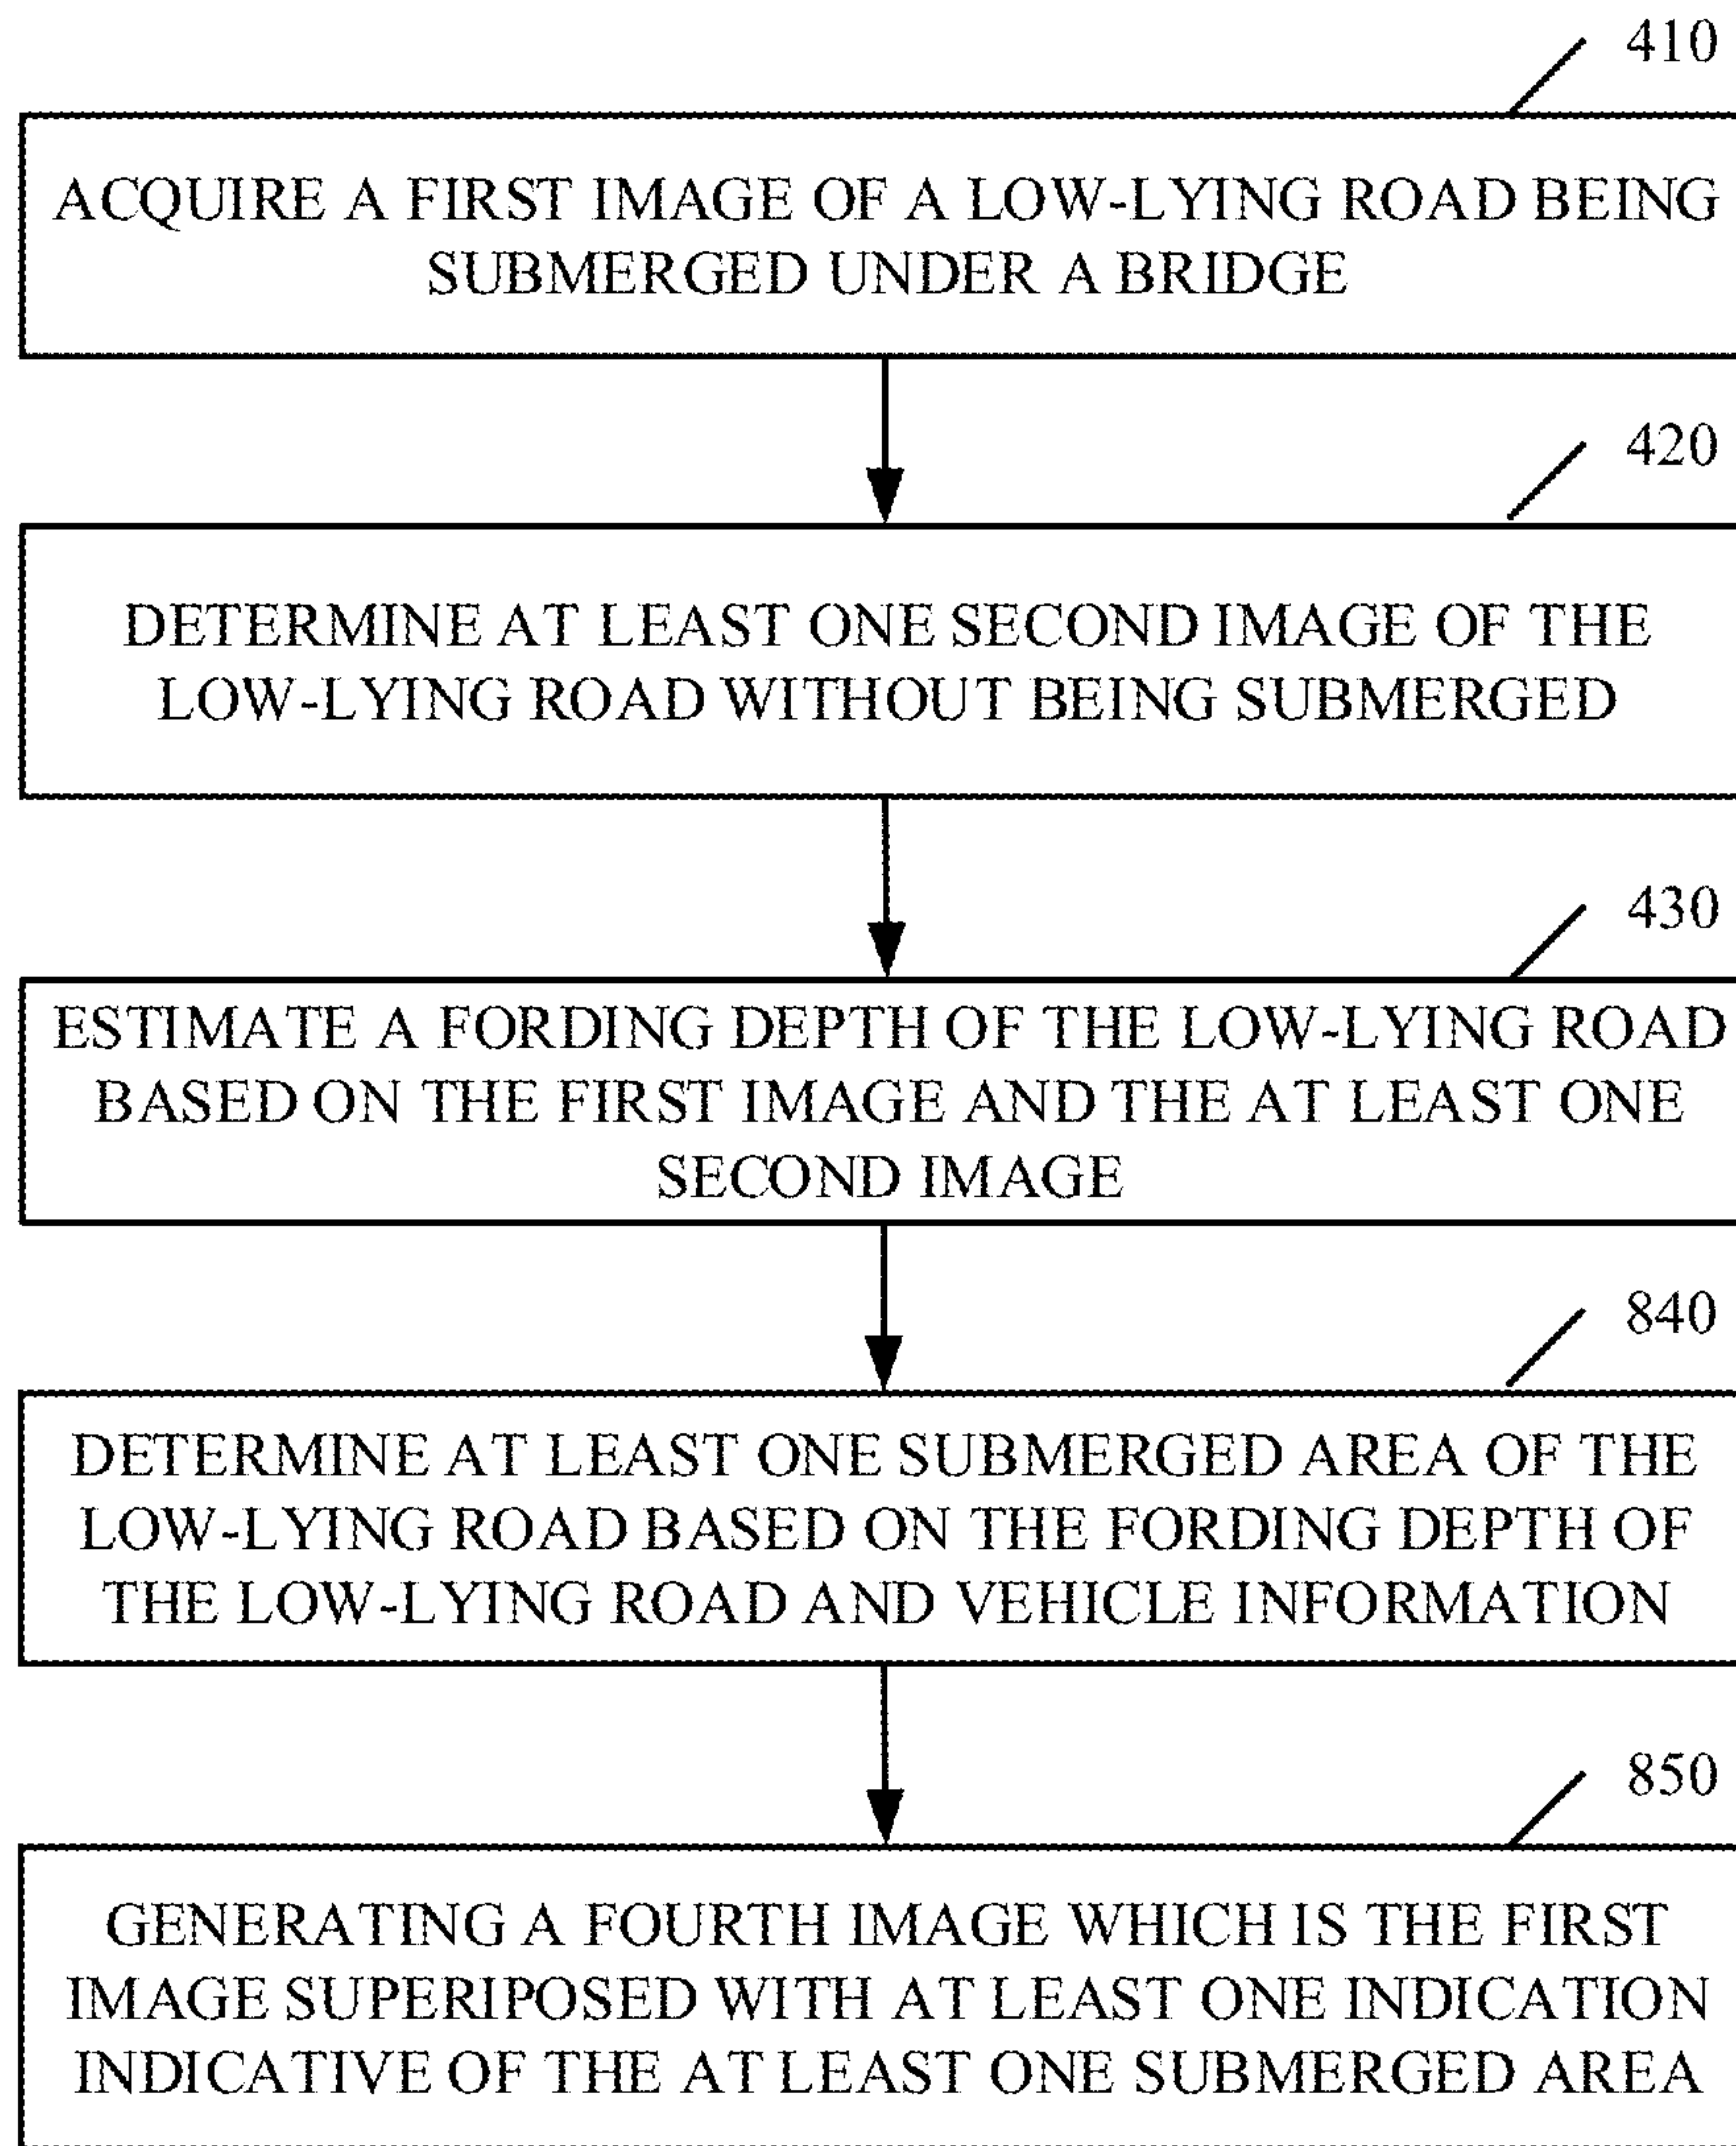 410
ACQUIRE A FIRST IMAGE OF A LOW-LYING ROAD BEING
SUBMERGED UNDER A BRIDGE
420
DETERMINE AT LEAST ONE SECOND IMAGE OF THE
LOW-LYING ROAD WITHOUT BEING SUBMERGED
430
ESTIMATE A FORDING DEPTH OF THE LOW-LYING ROAD
BASED ON THE FIRST IMAGE AND THE AT LEAST ONE
SECOND IMAGE
840
DETERMINE AT LEAST ONE SUBMERGED AREA OF THE
LOW-LYING ROAD BASED ON THE FORDING DEPTH OF
THE LOW-LYING ROAD AND VEHICLE INFORMATION
850
GENERATING A FOURTH IMAGE WHICH IS THE FIRST
IMAGE SUPERIPOSED WITH AT LEAST ONE INDICATION
INDICATIVE OF THE AT LEAST ONE SUBMERGED AREA